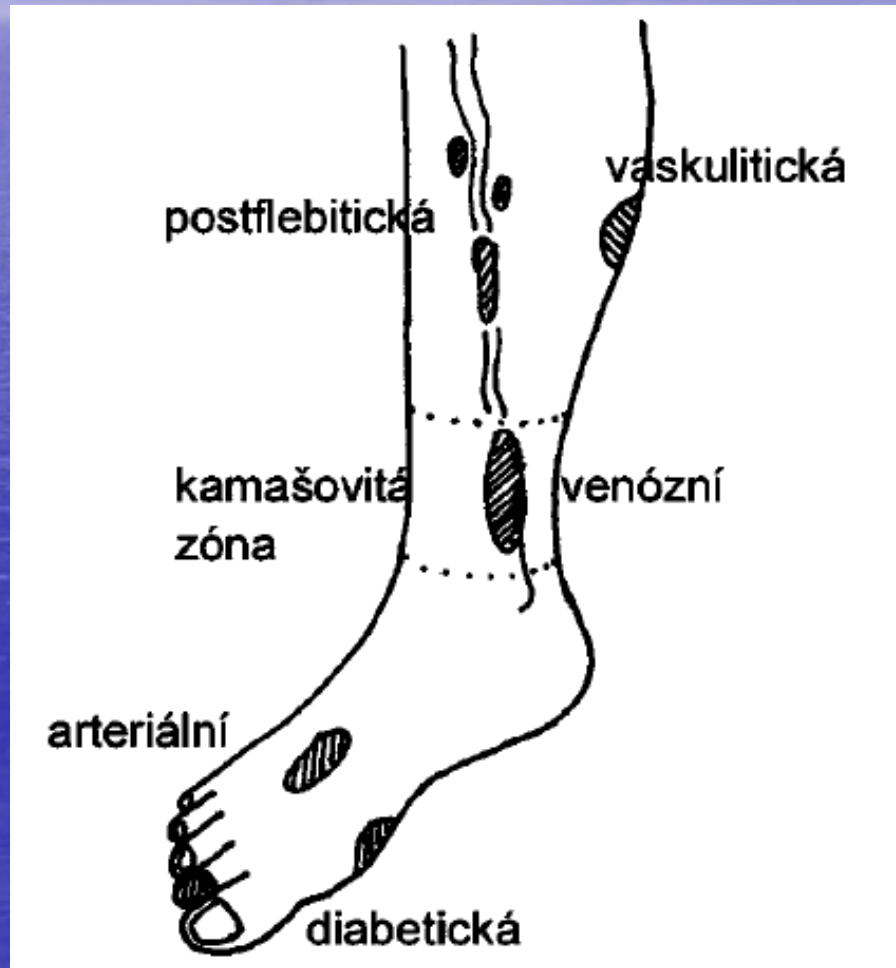 vaskulitická
postflebitická
kamašovitá
zóna
venózní
arteriální
diabetická